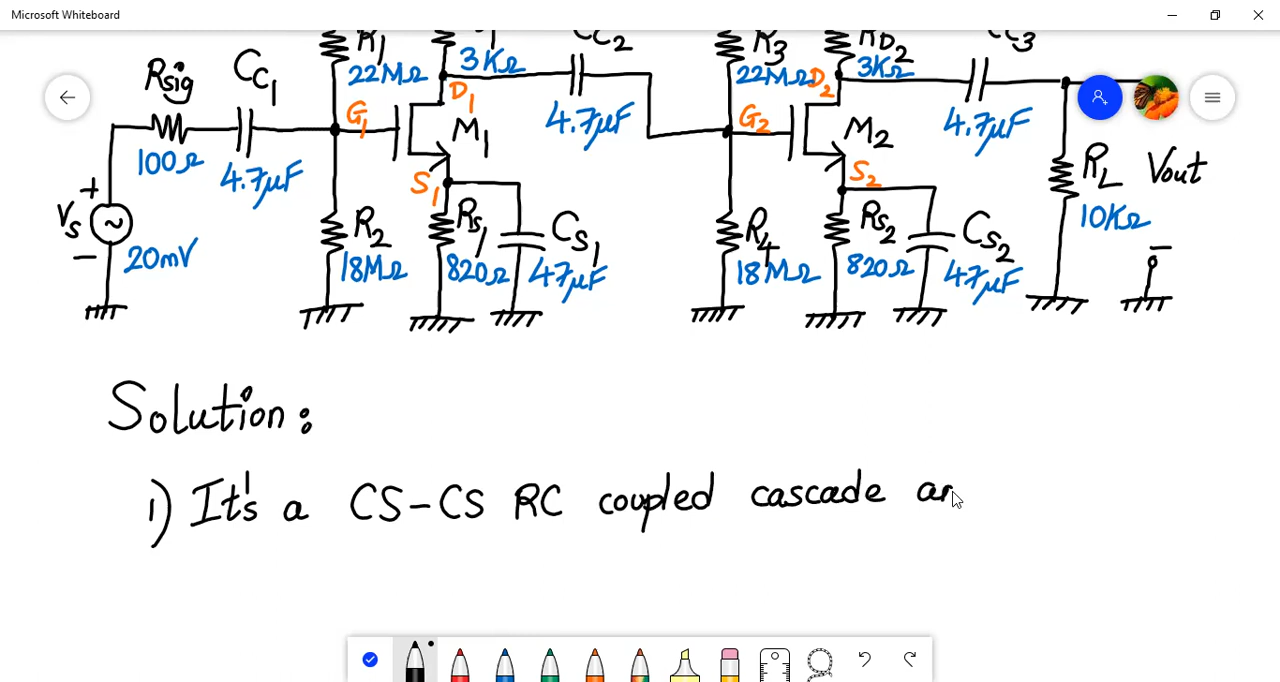 Microsoft Whiteboard
R1 RD2 R3 CC2 CC3
22MΩ 3KΩ 22MΩ 3KΩ
Rsig CC1 D1 D2
G1 M1 4.7μF G2 M2 4.7μF
100Ω 4.7μF S1 S2 RL Vout
+ Vs − 20mV R2 RS1 CS1 R4 RS2 CS2 10KΩ −
18MΩ 820Ω 47μF 18MΩ 820Ω 47μF
Solution:
1) It's a CS-CS RC coupled cascade am